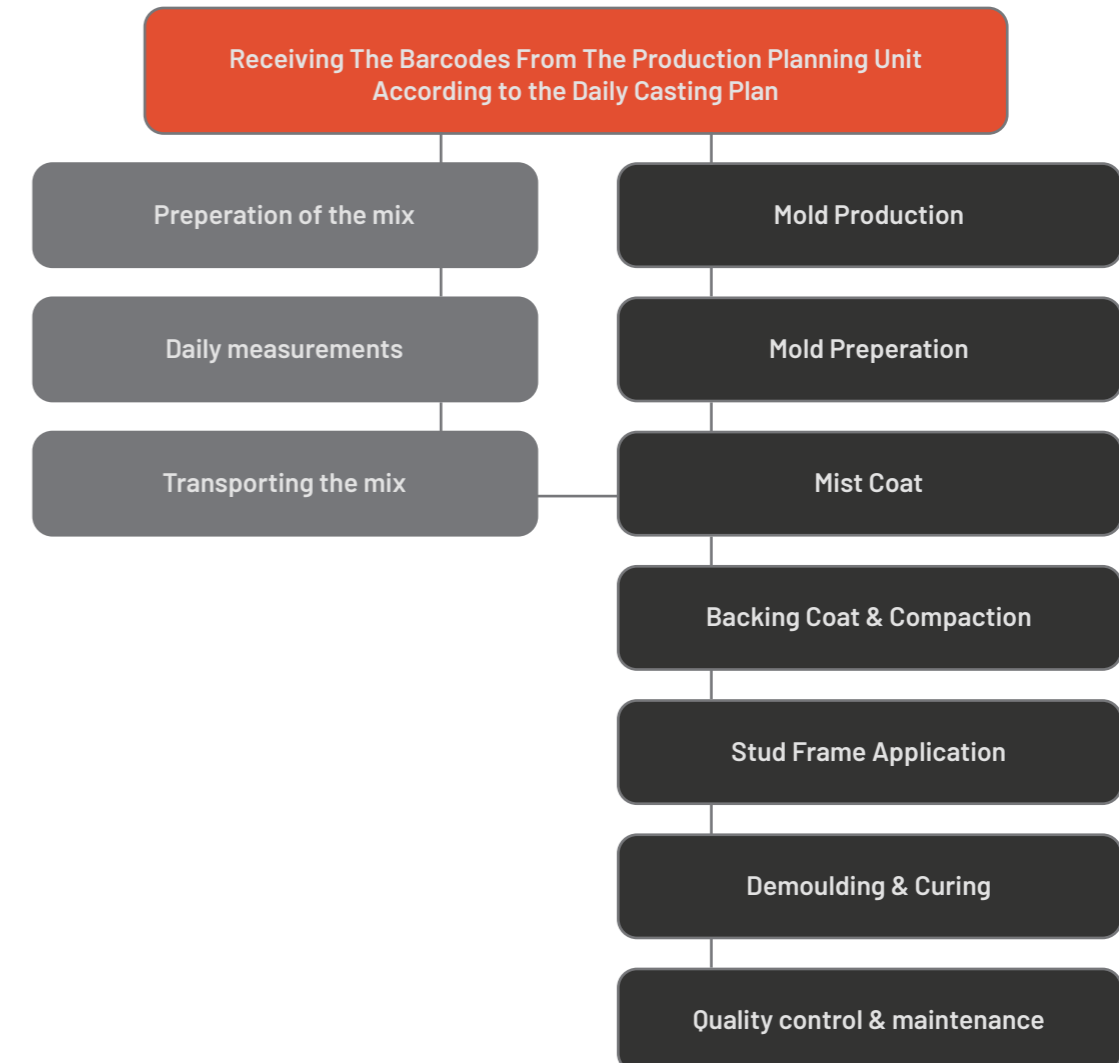 Receiving The Barcodes From The Production Planning Unit
According to the Daily Casting Plan
Preperation of the mix
Mold Production
Daily measurements
Mold Preperation
Transporting the mix
Mist Coat
Backing Coat & Compaction
Stud Frame Application
Demoulding & Curing
Quality control & maintenance